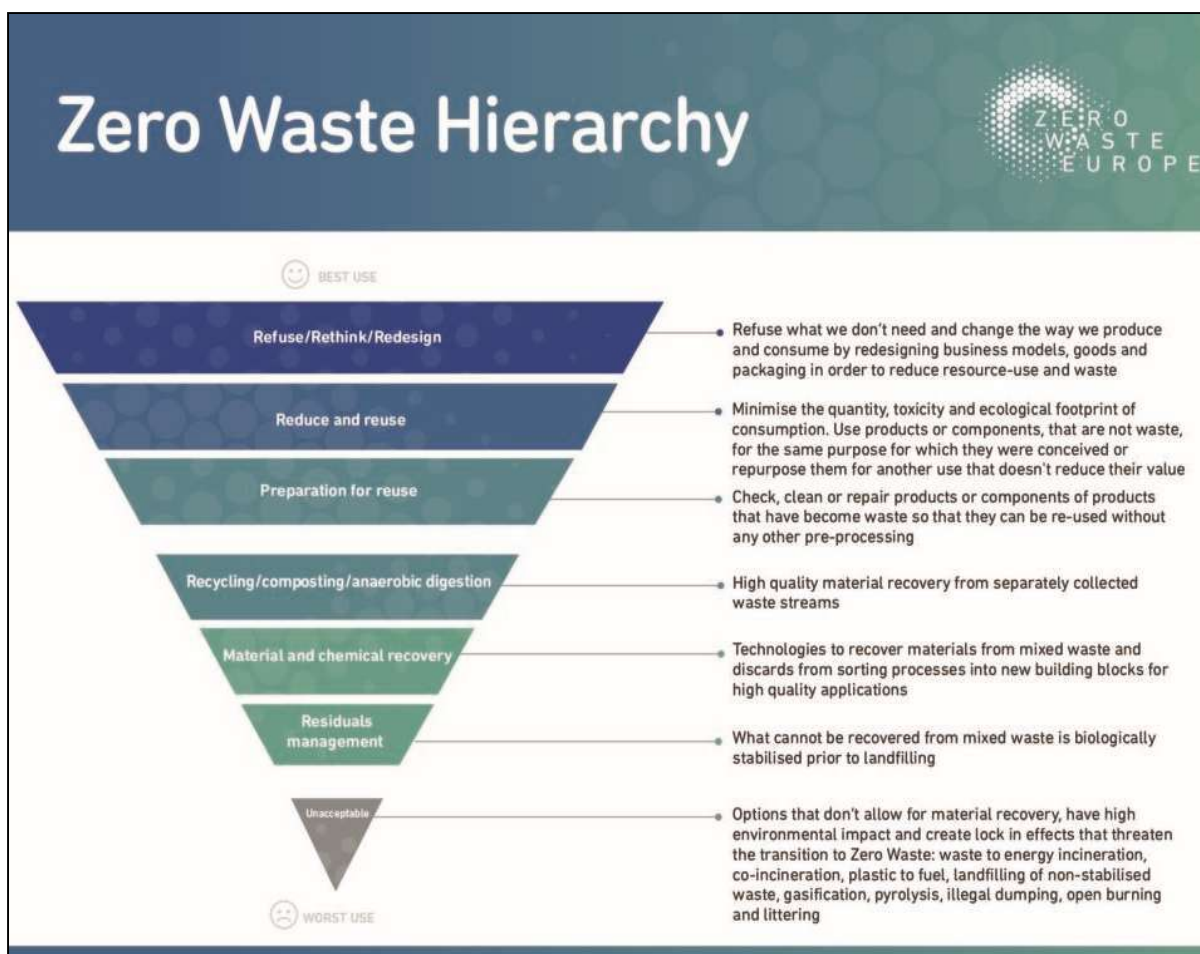 Zero Waste Hierarchy
ZERO
WASTE
EUROPE
BEST USE
Refuse/Rethink/Redesign
Refuse what we don't need and change the way we produce
and consume by redesigning business models, goods and
packaging in order to reduce resource-use and waste
Reduce and reuse
Minimise the quantity, toxicity and ecological footprint of
consumption. Use products or components, that are not waste,
for the same purpose for which they were conceived or
repurpose them for another use that doesn't reduce their value
Preparation for reuse
Check, clean or repair products or components of products
that have become waste so that they can be re-used without
any other pre-processing
Recycling/composting/anaerobic digestion
High quality material recovery from separately collected
waste streams
Material and chemical recovery
Technologies to recover materials from mixed waste and
discards from sorting processes into new building blocks for
high quality applications
Residuals
management
What cannot be recovered from mixed waste is biologically
stabilised prior to landfilling
Unacceptable
Options that don't allow for material recovery, have high
environmental impact and create lock in effects that threaten
the transition to Zero Waste: waste to energy incineration,
co-incineration, plastic to fuel, landfilling of non-stabilised
waste, gasification, pyrolysis, illegal dumping, open burning
and littering
WORST USE